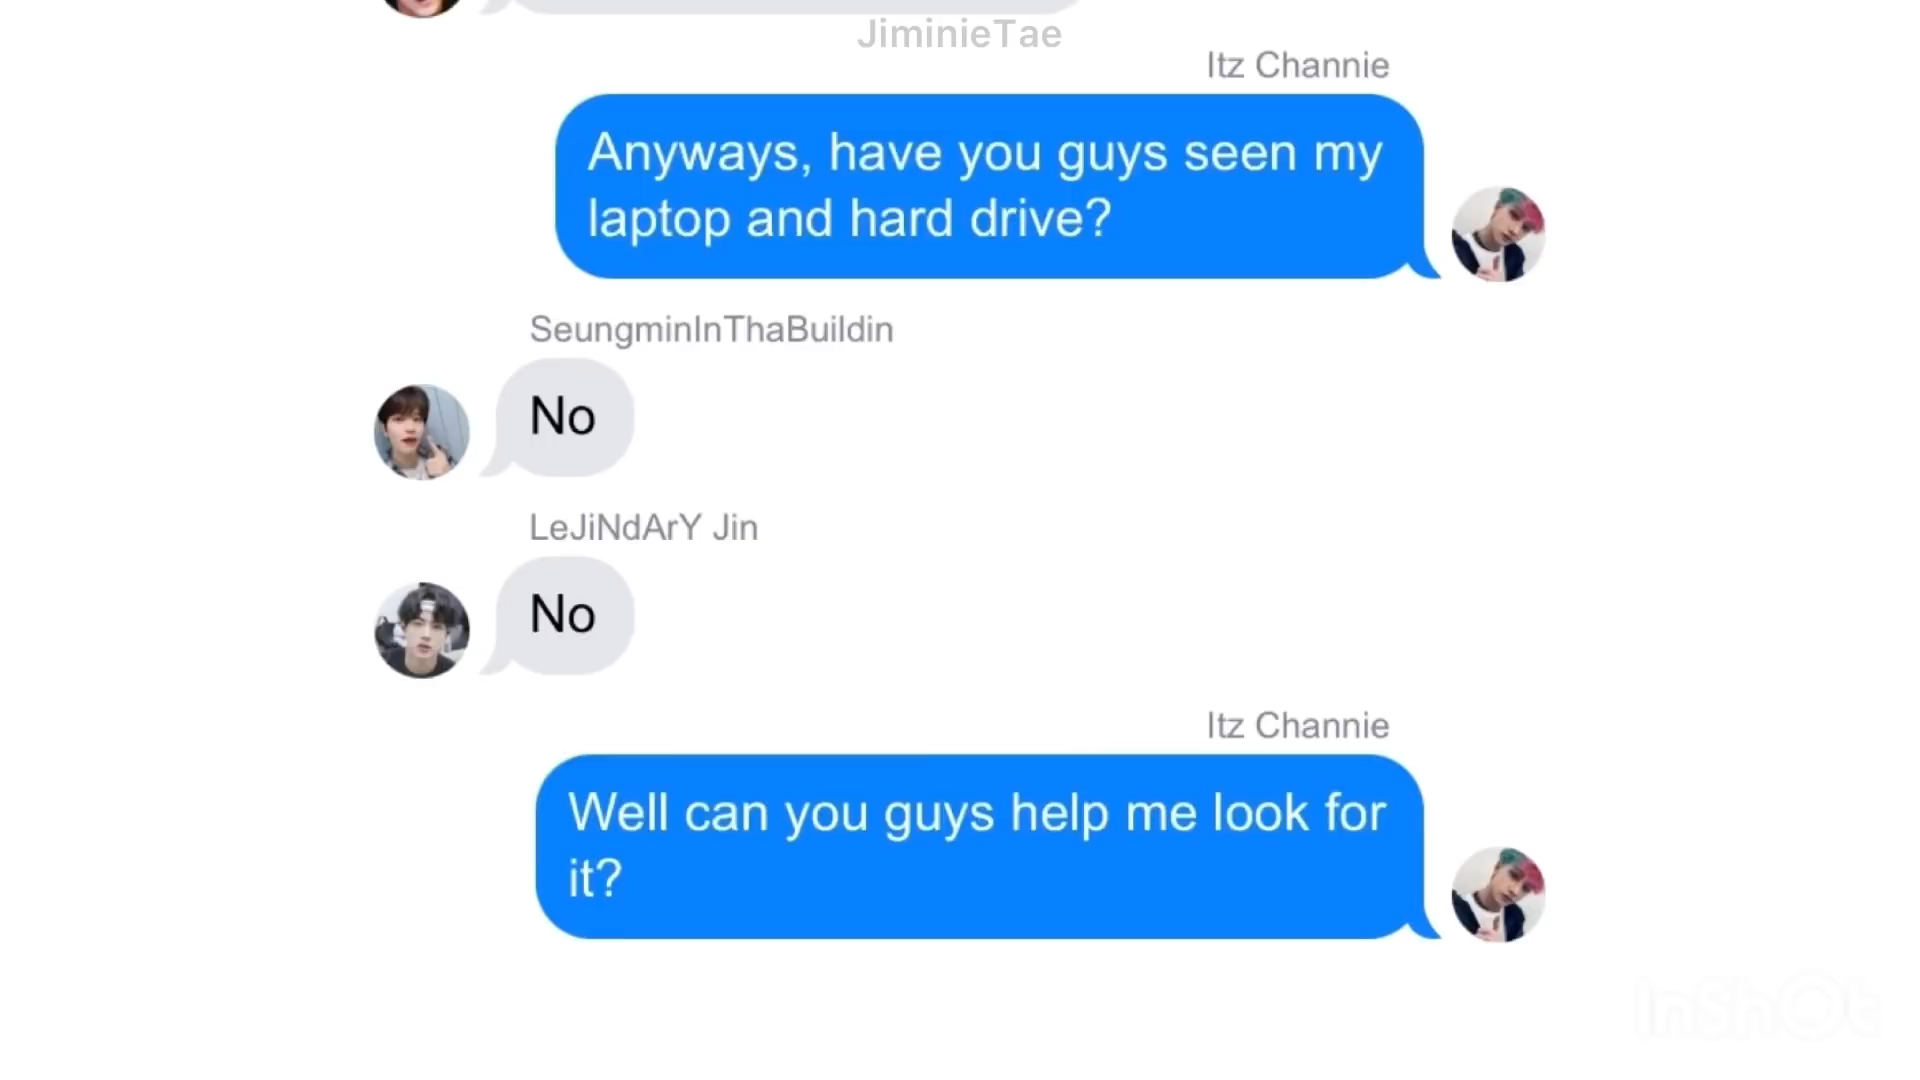 JiminieTae
Itz Channie
Anyways, have you guys seen my
laptop and hard drive?
SeungminInThaBuildin
No
LeJiNdArY Jin
No
Itz Channie
Well can you guys help me look for
it?
InShOt